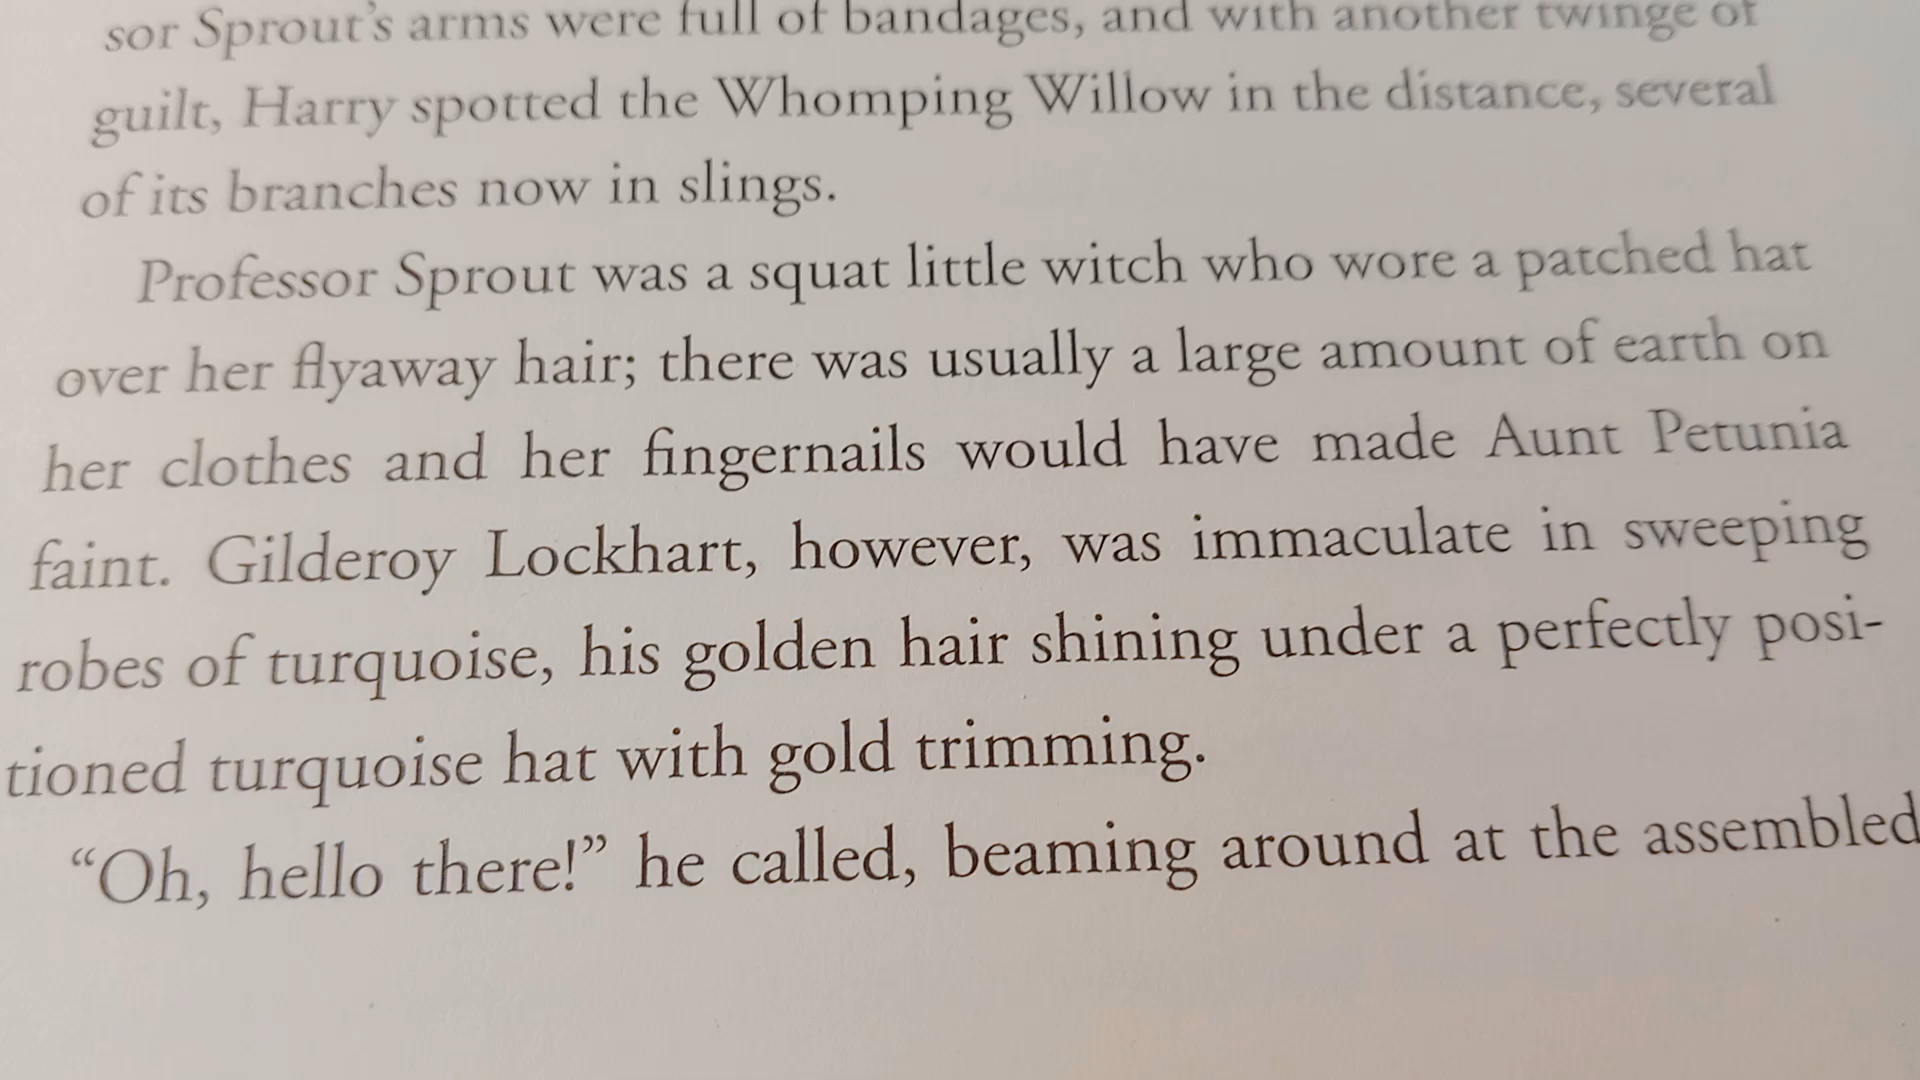 sor Sprout's arms were full of bandages, and with another twinge of
guilt, Harry spotted the Whomping Willow in the distance, several
of its branches now in slings.
Professor Sprout was a squat little witch who wore a patched hat
over her flyaway hair; there was usually a large amount of earth on
her clothes and her fingernails would have made Aunt Petunia
faint. Gilderoy Lockhart, however, was immaculate in sweeping
robes of turquoise, his golden hair shining under a perfectly posi-
tioned turquoise hat with gold trimming.
“Oh, hello there!” he called, beaming around at the assembled